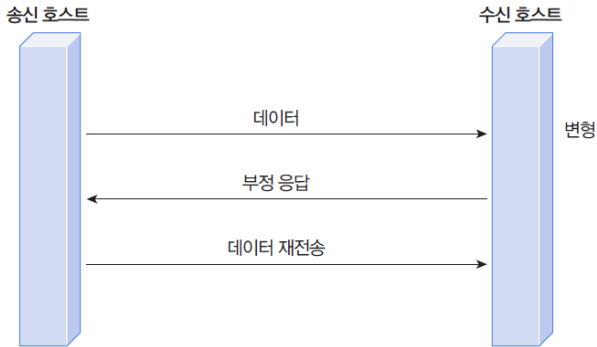 송신 호스트
수신 호스트
데이터
변형
부정 응답
데이터 재전송